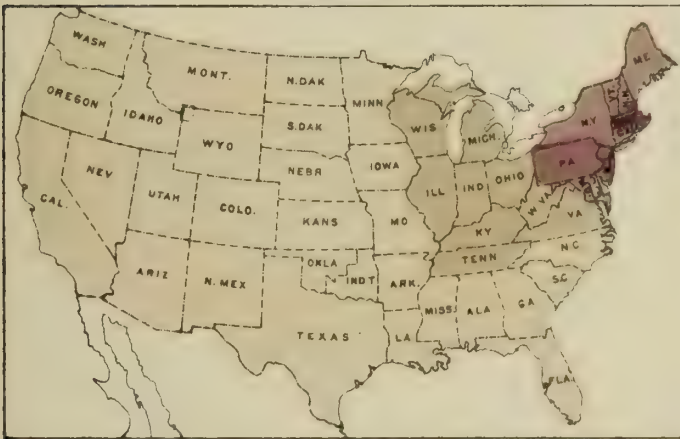 WASH
MONT.
N.DAK
MINN
OREGON
IDAHO
S.DAK
WIS
MICH.
VT.
N.H.
ME
NY
WYO
NEBR
IOWA
PA
NEV
UTAH
COLO.
ILL
IND
OHIO
CAL.
KANS
MO
W VA
VA
KY
ARIZ
N.MEX
OKLA
IND T
ARK.
TENN
N.C
S.C
MISS
ALA
GA
TEXAS
LA
FLA.